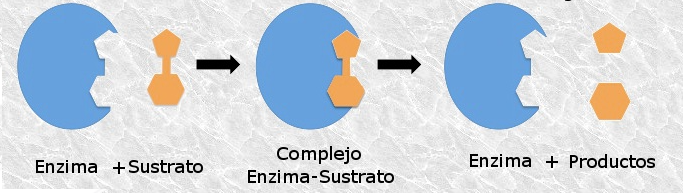 Enzima + Sustrato
Complejo
Enzima-Sustrato
Enzima + Productos